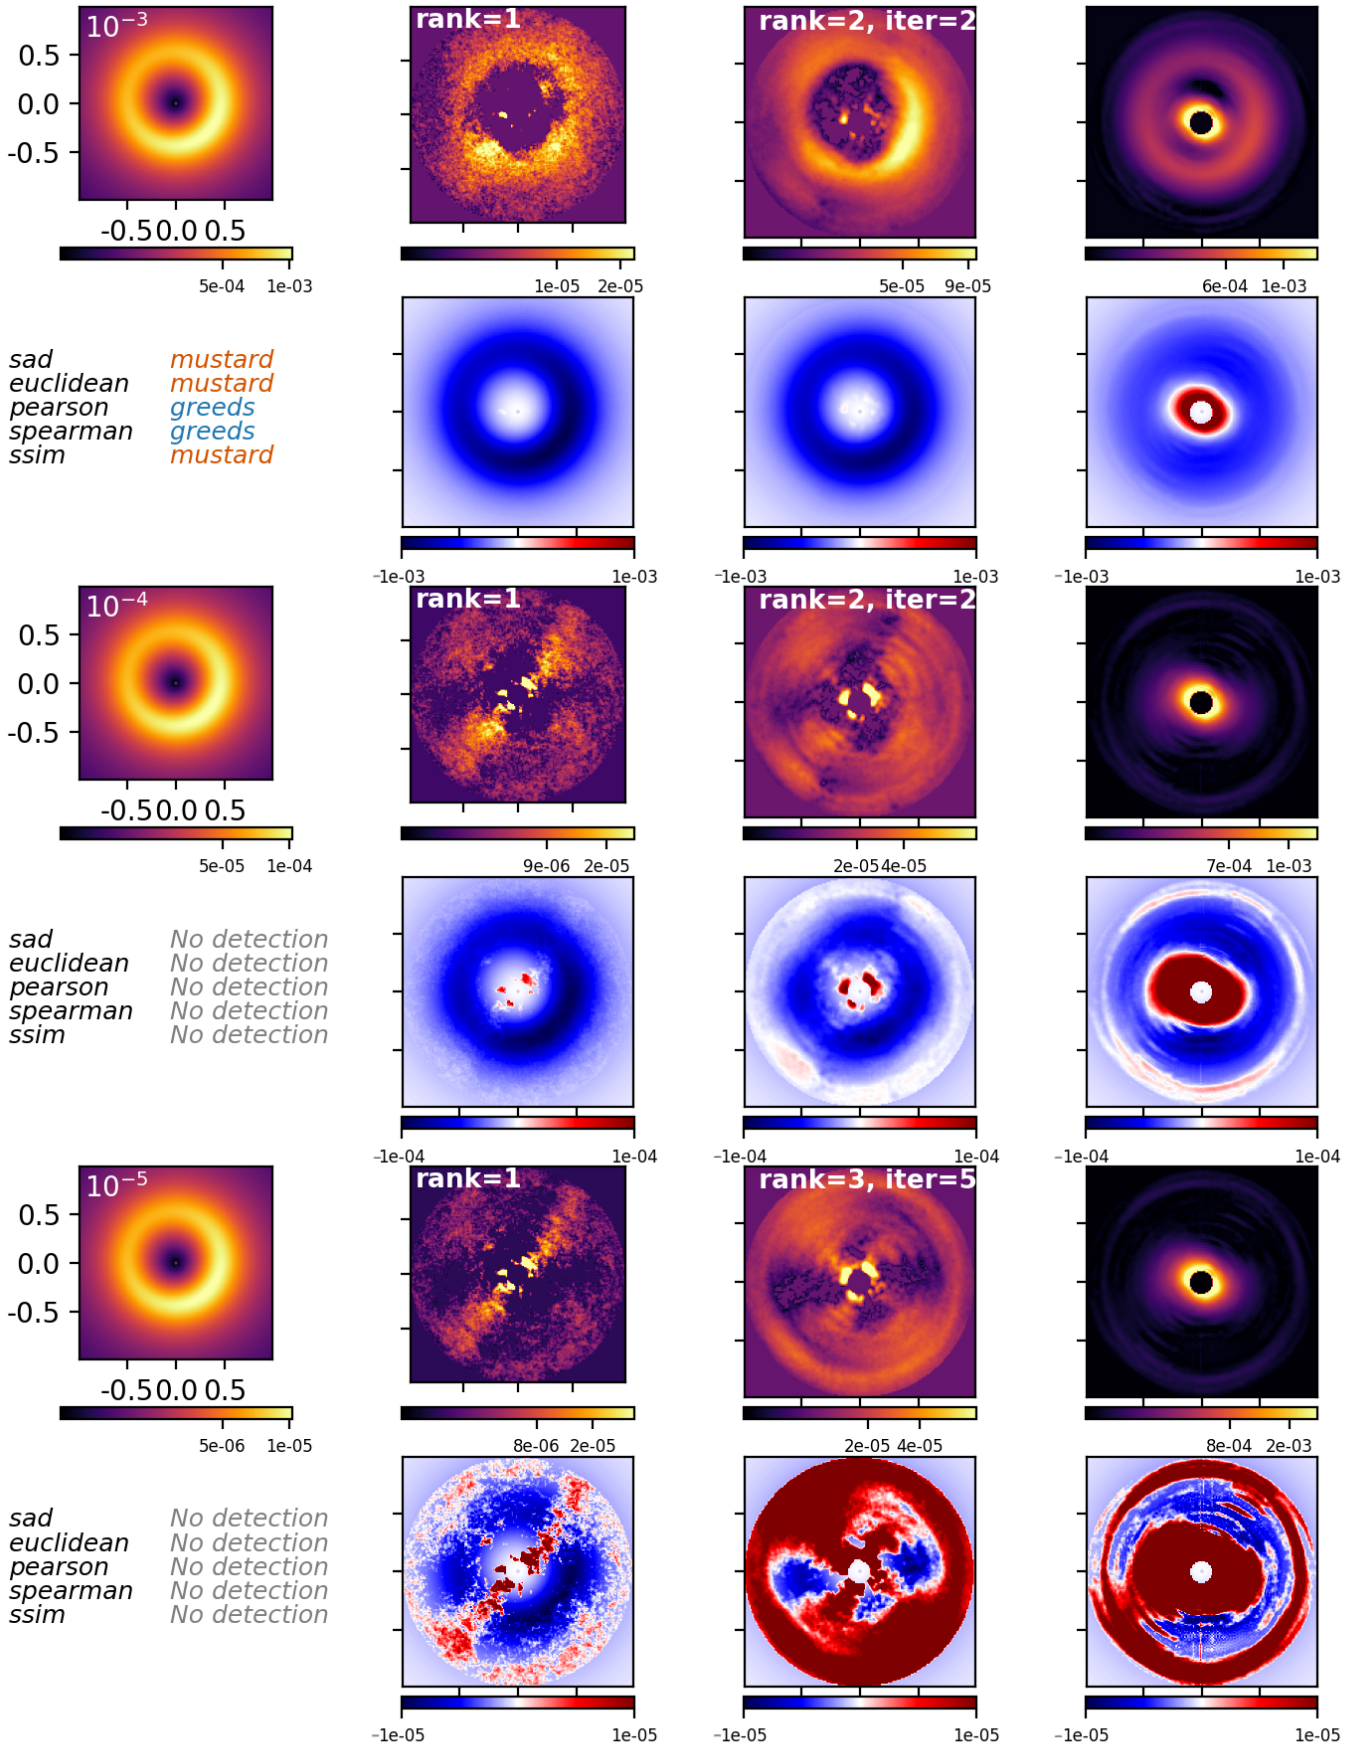 10⁻³
rank=1
rank=2, iter=2
0.5
0.0
-0.5
-0.5 0.0 0.5
5e-04 1e-03
1e-05 2e-05
5e-05 9e-05
6e-04 1e-03
sad mustard
euclidean mustard
pearson greeds
spearman greeds
ssim mustard
−1e-03 1e-03
−1e-03 1e-03
−1e-03 1e-03
10⁻⁴
rank=1
rank=2, iter=2
0.5
0.0
-0.5
-0.5 0.0 0.5
5e-05 1e-04
9e-06 2e-05
2e-05 4e-05
7e-04 1e-03
sad No detection
euclidean No detection
pearson No detection
spearman No detection
ssim No detection
−1e-04 1e-04
−1e-04 1e-04
−1e-04 1e-04
10⁻⁵
rank=1
rank=3, iter=5
0.5
0.0
-0.5
-0.5 0.0 0.5
5e-06 1e-05
8e-06 2e-05
2e-05 4e-05
8e-04 2e-03
sad No detection
euclidean No detection
pearson No detection
spearman No detection
ssim No detection
−1e-05 1e-05
−1e-05 1e-05
−1e-05 1e-05